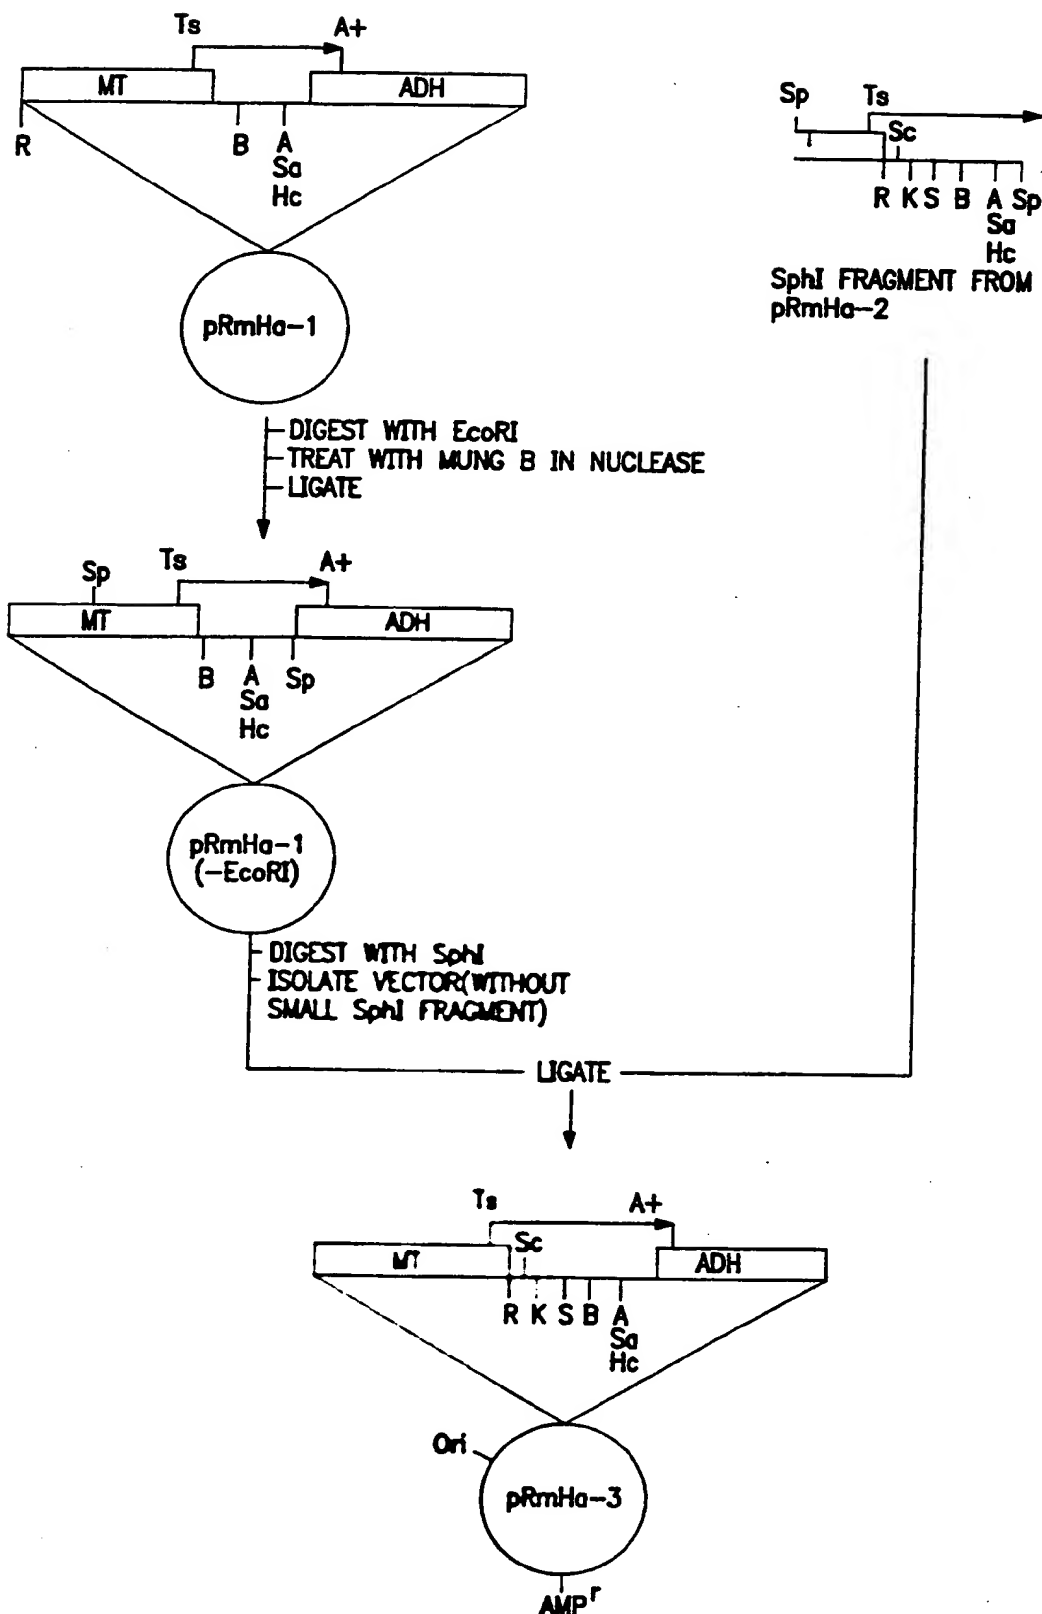 Ts A+
MT ADH
R B A
Sa
Hc
pRmHa-1
Sp Ts
Sc
R K S B A Sp
Sa
Hc
SphI FRAGMENT FROM
pRmHa-2
DIGEST WITH EcoRI
TREAT WITH MUNG B IN NUCLEASE
LIGATE
Sp Ts A+
MT ADH
B A Sp
Sa
Hc
pRmHa-1
(-EcoRI)
DIGEST WITH SphI
ISOLATE VECTOR(WITHOUT
SMALL SphI FRAGMENT)
LIGATE
Ts A+
Sc
MT ADH
R K S B A
Sa
Hc
Ori
pRmHa-3
AMPr